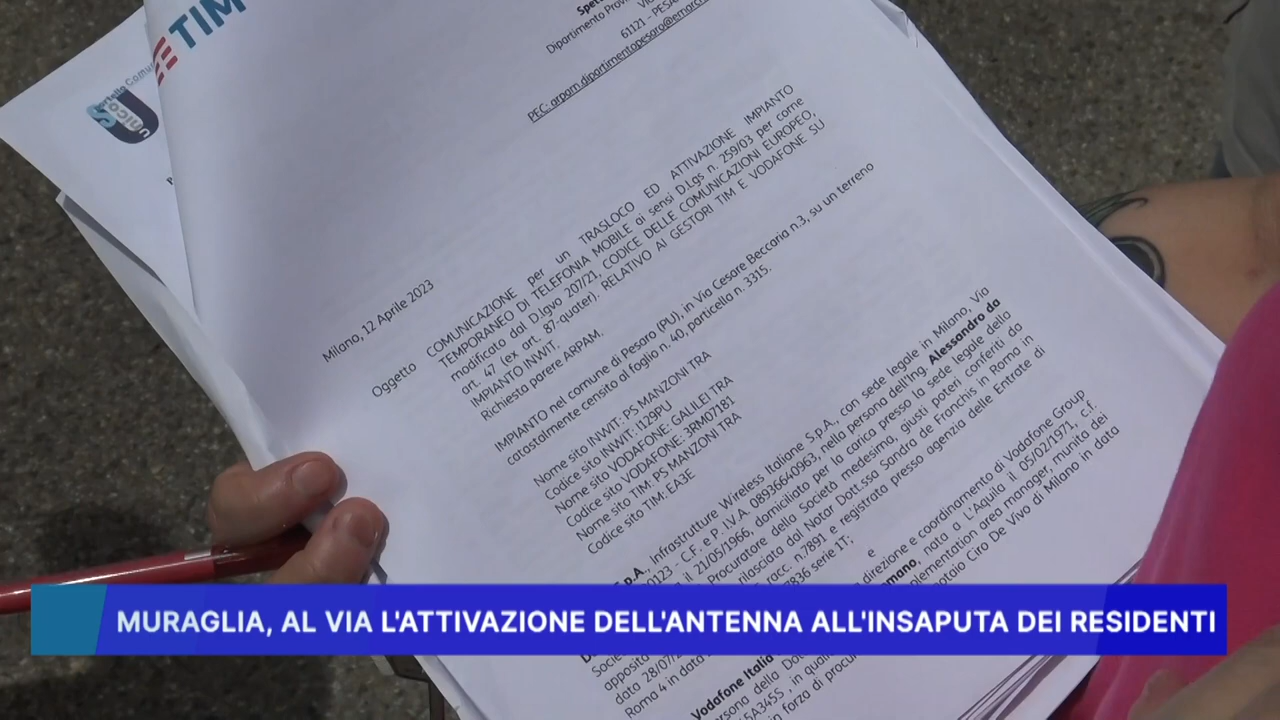 TIM
Sportello Comu
Unico
Dipartimento Prov
61121 - PESA
PEC: arpam.dipartimentopesaro@emarch
Milano, 12 Aprile 2023
Oggetto COMUNICAZIONE per un TRASLOCO ED ATTIVAZIONE IMPIANTO
TEMPORANEO DI TELEFONIA MOBILE ai sensi D.Lgs n. 259/03 per come
modificato dal D.lgvo 207/21, CODICE DELLE COMUNICAZIONI EUROPEO,
art. 47 (ex art. 87-quater). RELATIVO AI GESTORI TIM E VODAFONE SU
IMPIANTO INWIT.
Richiesta parere ARPAM.
IMPIANTO nel comune di Pesaro (PU), in Via Cesare Beccaria n.3, su un terreno
catastalmente censito al foglio n. 40, particella n. 3315.
Nome sito INWIT: PS MANZONI TRA
Codice sito INWIT: I129PU
Nome sito VODAFONE: GALILEI TRA
Codice sito VODAFONE: 3RM07181
Nome sito TIM: PS MANZONI TRA
Codice sito TIM: EA3E
Infrastrutture Wireless Italiane S.p.A., con sede legale in Milano, Via
0123 - C.F. e P. IVA 08936640963, nella persona dell'Ing. Alessandro da
il 21/05/1966, domiciliato per la carica presso la sede legale della
Procuratore della Società medesima, giusti poteri conferiti da
rilasciata dal Notar Dott.ssa Sandra de Franchis in Roma in
racc. n.7891 e registrata presso agenzia delle Entrate di
7836 serie 1T;
e
direzione e coordinamento di Vodafone Group
nata a L'Aquila il 05/02/1971, c.f
implementation area manager, munita dei
notaio Ciro De Vivo di Milano in data
Vodafone Italia
MURAGLIA, AL VIA L'ATTIVAZIONE DELL'ANTENNA ALL'INSAPUTA DEI RESIDENTI